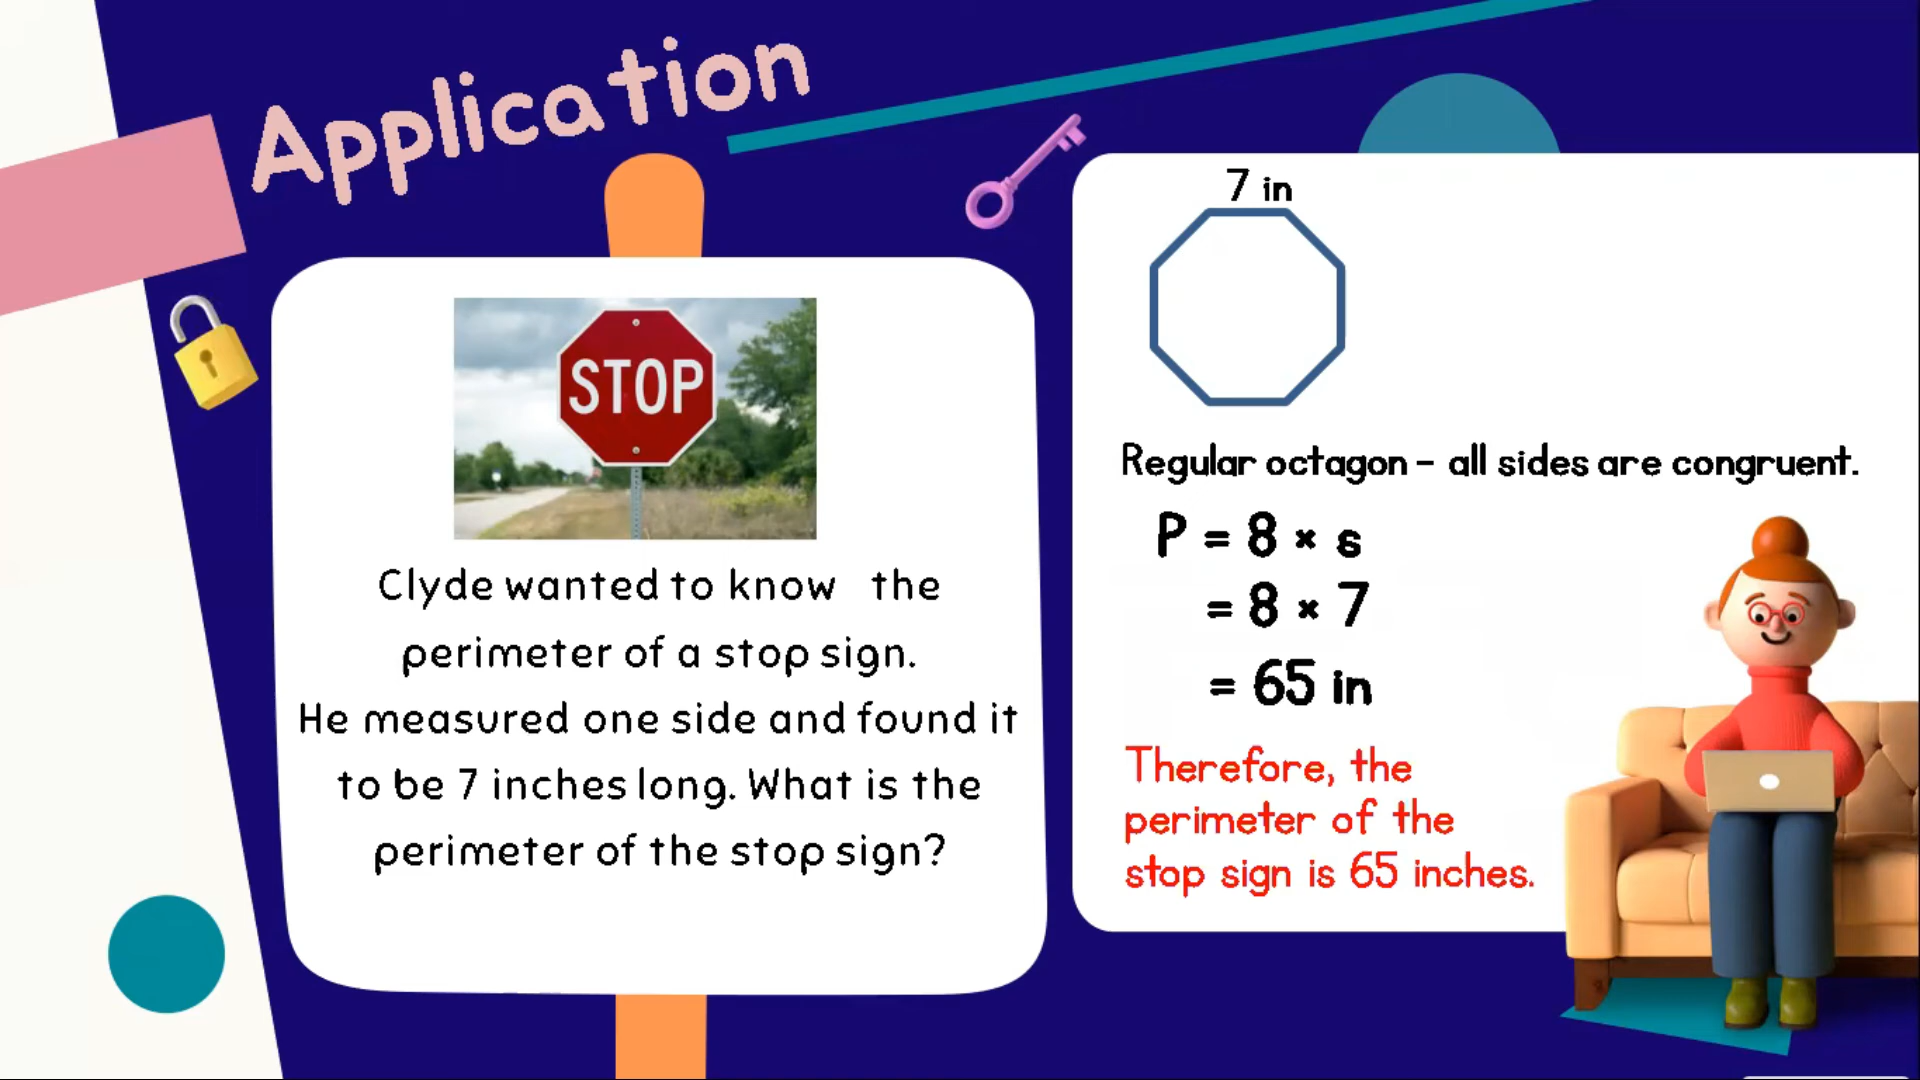 Application
STOP
Clyde wanted to know the
perimeter of a stop sign.
He measured one side and found it
to be 7 inches long. What is the
perimeter of the stop sign?
7 in
Regular octagon - all sides are congruent.
P = 8 × s
= 8 × 7
= 65 in
Therefore, the
perimeter of the
stop sign is 65 inches.